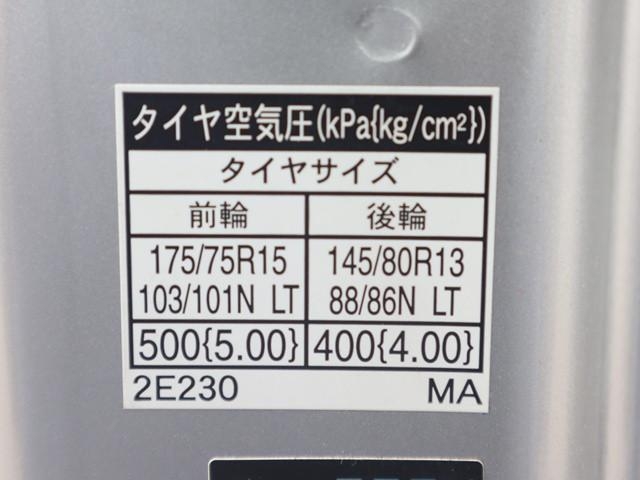 タイヤ空気圧(kPa{kg/cm²})
タイヤサイズ
前輪 後輪
175/75R15 145/80R13
103/101N LT 88/86N LT
500{5.00} 400{4.00}
2E230 MA